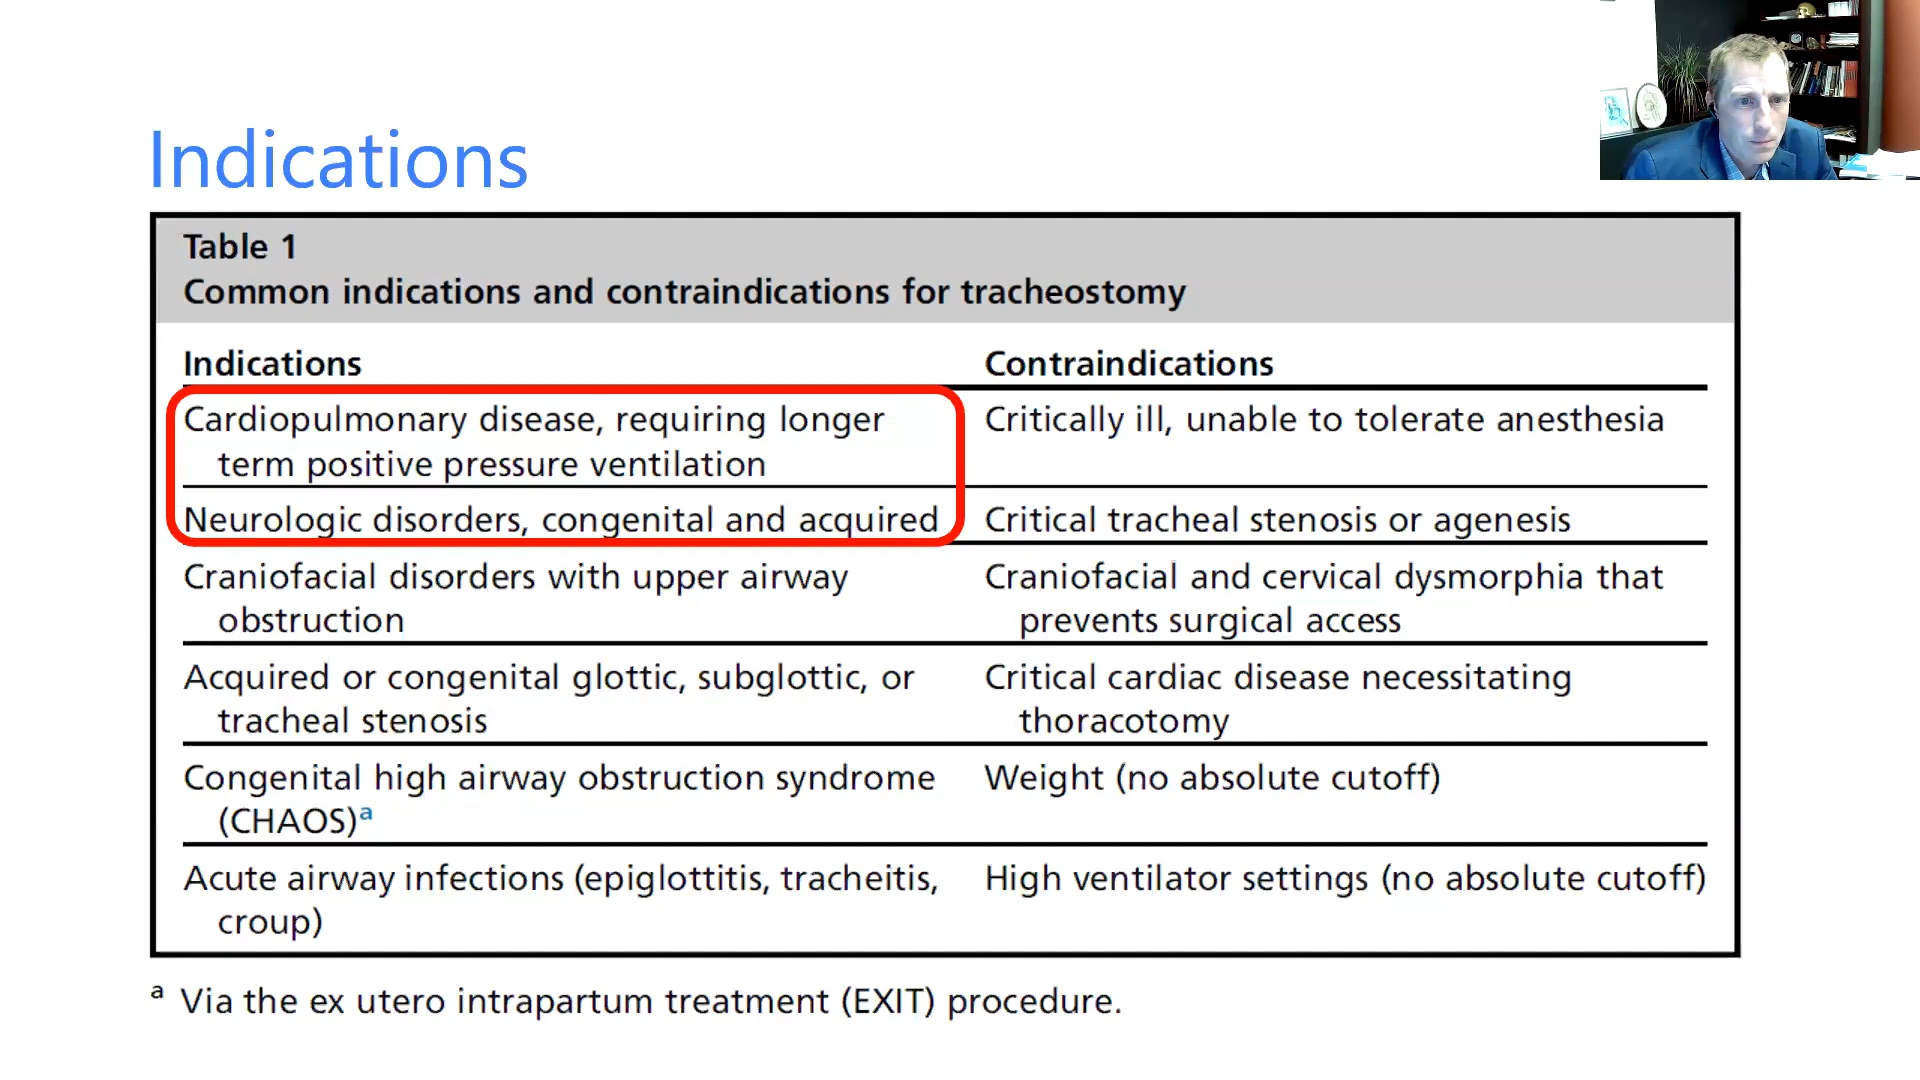 Indications
Table 1
Common indications and contraindications for tracheostomy
Indications
Contraindications
Cardiopulmonary disease, requiring longer
term positive pressure ventilation
Critically ill, unable to tolerate anesthesia
Neurologic disorders, congenital and acquired
Critical tracheal stenosis or agenesis
Craniofacial disorders with upper airway
obstruction
Craniofacial and cervical dysmorphia that
prevents surgical access
Acquired or congenital glottic, subglottic, or
tracheal stenosis
Critical cardiac disease necessitating
thoracotomy
Congenital high airway obstruction syndrome
(CHAOS)a
Weight (no absolute cutoff)
Acute airway infections (epiglottitis, tracheitis,
croup)
High ventilator settings (no absolute cutoff)
a Via the ex utero intrapartum treatment (EXIT) procedure.